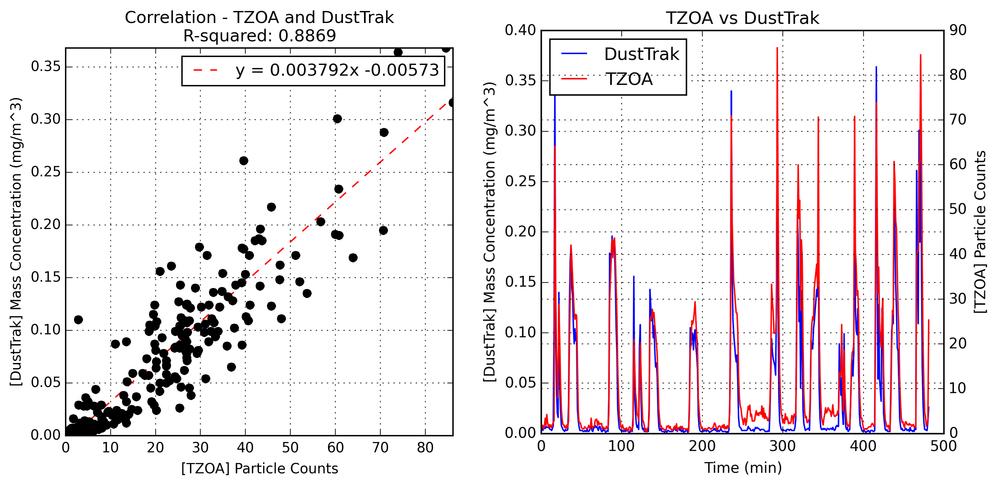 Correlation - TZOA and DustTrak
R-squared: 0.8869
y = 0.003792x -0.00573
[DustTrak] Mass Concentration (mg/m^3)
0.35
0.30
0.25
0.20
0.15
0.10
0.05
0.00
0 10 20 30 40 50 60 70 80
[TZOA] Particle Counts
TZOA vs DustTrak
DustTrak
TZOA
[DustTrak] Mass Concentration (mg/m^3)
0.40
0.35
0.30
0.25
0.20
0.15
0.10
0.05
0.00
0 100 200 300 400 500
Time (min)
90
80
70
60
50
40
30
20
10
0
[TZOA] Particle Counts